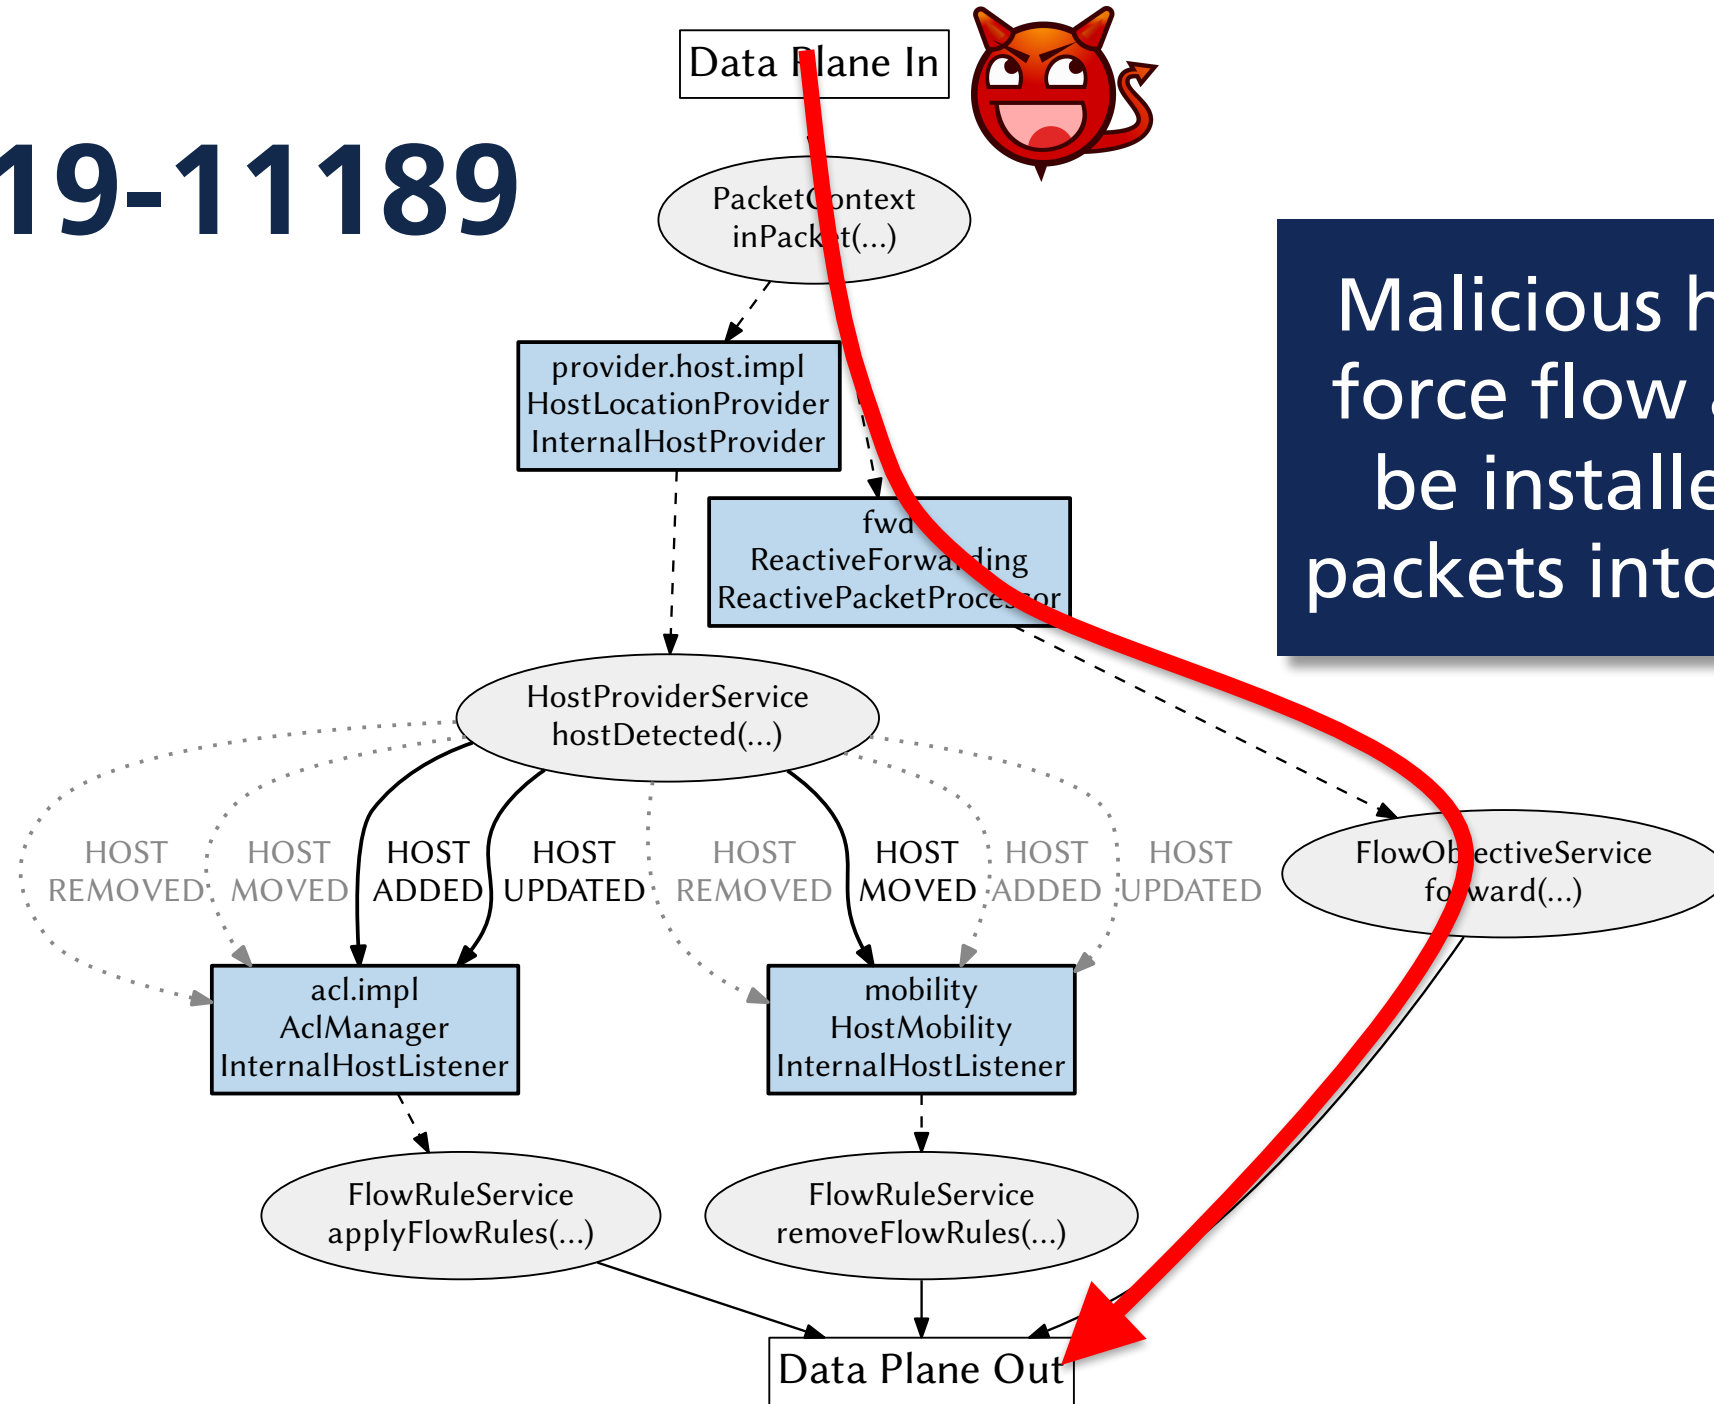 Data Plane In
19-11189
PacketContext
inPacket(...)
Malicious h
force flow
be installe
packets into
provider.host.impl
HostLocationProvider
InternalHostProvider
fwd
ReactiveForwarding
ReactivePacketProcessor
HostProviderService
hostDetected(...)
HOST
REMOVED
HOST
MOVED
HOST
ADDED
HOST
UPDATED
HOST
REMOVED
HOST
MOVED
HOST
ADDED
HOST
UPDATED
FlowObjectiveService
forward(...)
acl.impl
AclManager
InternalHostListener
mobility
HostMobility
InternalHostListener
FlowRuleService
applyFlowRules(...)
FlowRuleService
removeFlowRules(...)
Data Plane Out